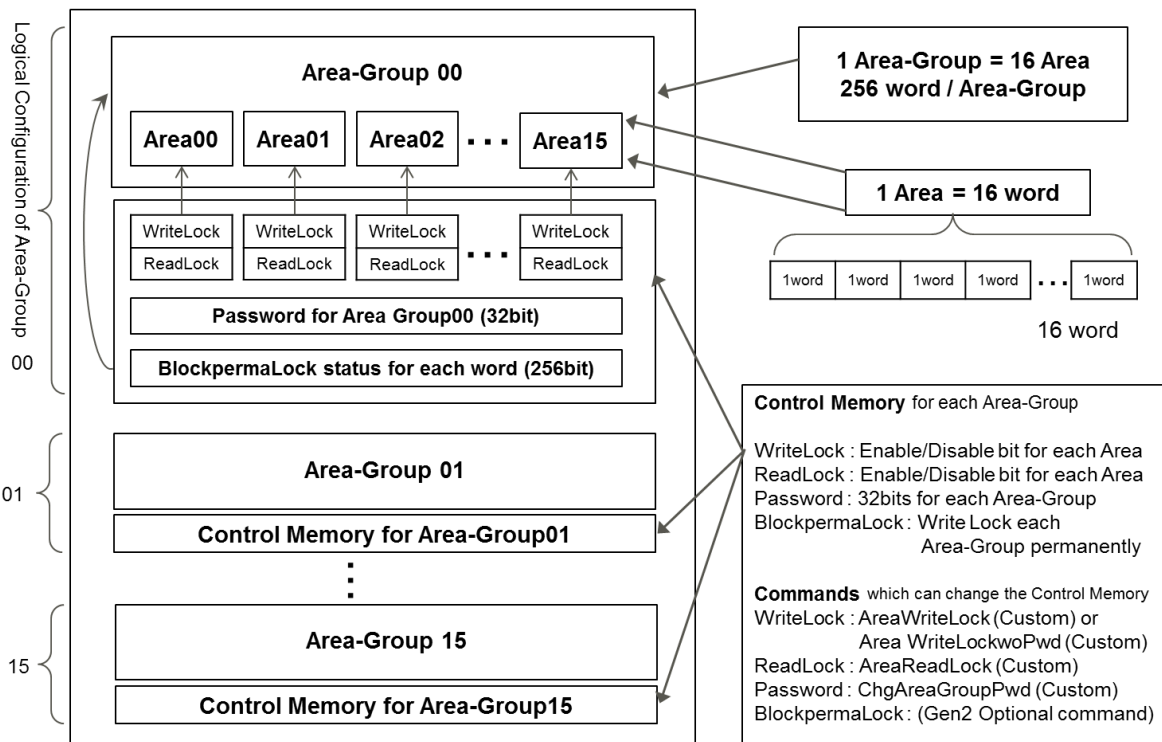 Logical Configuration of Area-Group
00
Area-Group 00
Area00
Area01
Area02
...
Area15
WriteLock
ReadLock
WriteLock
ReadLock
WriteLock
ReadLock
...
WriteLock
ReadLock
Password for Area Group00 (32bit)
BlockpermaLock status for each word (256bit)
01
Area-Group 01
Control Memory for Area-Group01
15
Area-Group 15
Control Memory for Area-Group15
1 Area-Group = 16 Area
256 word / Area-Group
1 Area = 16 word
1word 1word 1word 1word ... 1word
16 word
Control Memory for each Area-Group
WriteLock : Enable/Disable bit for each Area
ReadLock : Enable/Disable bit for each Area
Password : 32bits for each Area-Group
BlockpermaLock : Write Lock each
Area-Group permanently
Commands which can change the Control Memory
WriteLock : AreaWriteLock (Custom) or
Area WriteLockwoPwd (Custom)
ReadLock : AreaReadLock (Custom)
Password : ChgAreaGroupPwd (Custom)
BlockpermaLock : (Gen2 Optional command)